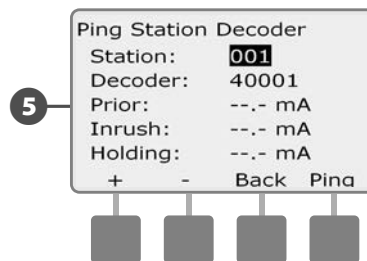 Ping Station Decoder
Station: 001
Decoder: 40001
5
Prior: --.- mA
Inrush: --.- mA
Holding: --.- mA
+ - Back Ping